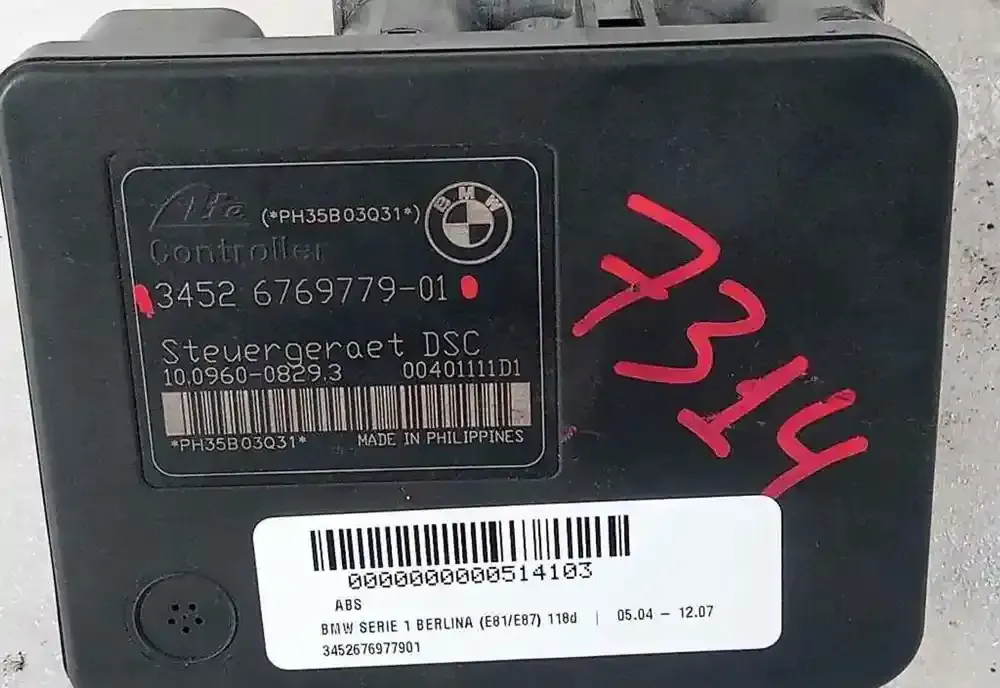 Ate (*PH35B03Q31*) BMW
Controller
3452 6769779-01
Steuergeraet DSC
10.0960-0829.3 00401111D1
*PH35B03Q31* MADE IN PHILIPPINES
7314
0000000000514103
ABS
BMW SERIE 1 BERLINA (E81/E87) 118d | 05.04 - 12.07
3452676977901